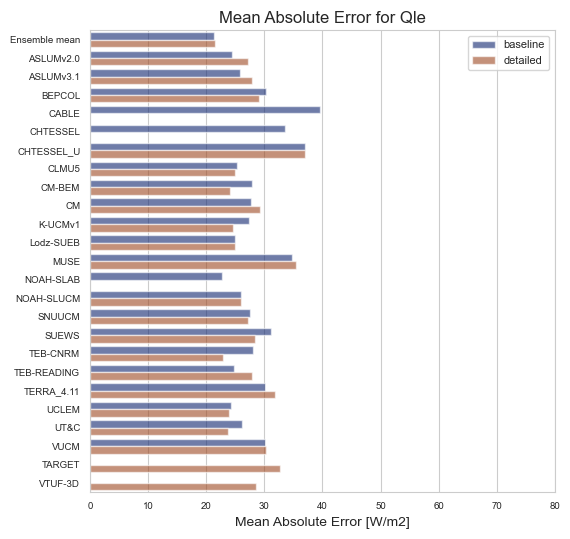 Mean Absolute Error for Qle
baseline
detailed
Ensemble mean
ASLUMv2.0
ASLUMv3.1
BEPCOL
CABLE
CHTESSEL
CHTESSEL_U
CLMU5
CM-BEM
CM
K-UCMv1
Lodz-SUEB
MUSE
NOAH-SLAB
NOAH-SLUCM
SNUUCM
SUEWS
TEB-CNRM
TEB-READING
TERRA_4.11
UCLEM
UT&C
VUCM
TARGET
VTUF-3D
0 10 20 30 40 50 60 70 80
Mean Absolute Error [W/m2]